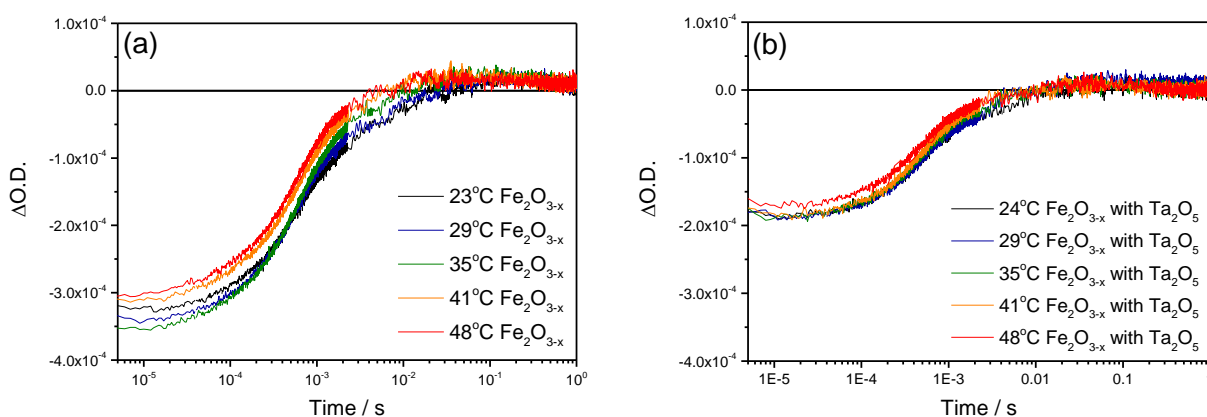 (a)
1.0x10⁻⁴
0.0
-1.0x10⁻⁴
-2.0x10⁻⁴
-3.0x10⁻⁴
-4.0x10⁻⁴
ΔO.D.
23°C Fe₂O₃₋ₓ
29°C Fe₂O₃₋ₓ
35°C Fe₂O₃₋ₓ
41°C Fe₂O₃₋ₓ
48°C Fe₂O₃₋ₓ
10⁻⁵ 10⁻⁴ 10⁻³ 10⁻² 10⁻¹ 10⁰
Time / s
(b)
1.0x10⁻⁴
0.0
-1.0x10⁻⁴
-2.0x10⁻⁴
-3.0x10⁻⁴
-4.0x10⁻⁴
ΔO.D.
24°C Fe₂O₃₋ₓ with Ta₂O₅
29°C Fe₂O₃₋ₓ with Ta₂O₅
35°C Fe₂O₃₋ₓ with Ta₂O₅
41°C Fe₂O₃₋ₓ with Ta₂O₅
48°C Fe₂O₃₋ₓ with Ta₂O₅
1E-5 1E-4 1E-3 0.01 0.1
Time / s